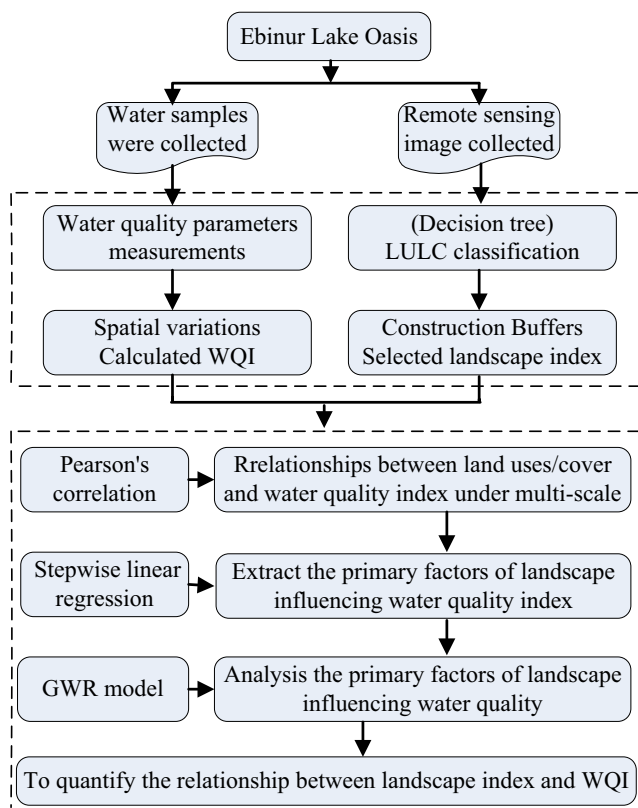 Ebinur Lake Oasis
Water samples
were collected
Remote sensing
image collected
Water quality parameters
measurements
(Decision tree)
LULC classification
Spatial variations
Calculated WQI
Construction Buffers
Selected landscape index
Pearson's
correlation
Rrelationships between land uses/cover
and water quality index under multi-scale
Stepwise linear
regression
Extract the primary factors of landscape
influencing water quality index
GWR model
Analysis the primary factors of landscape
influencing water quality
To quantify the relationship between landscape index and WQI